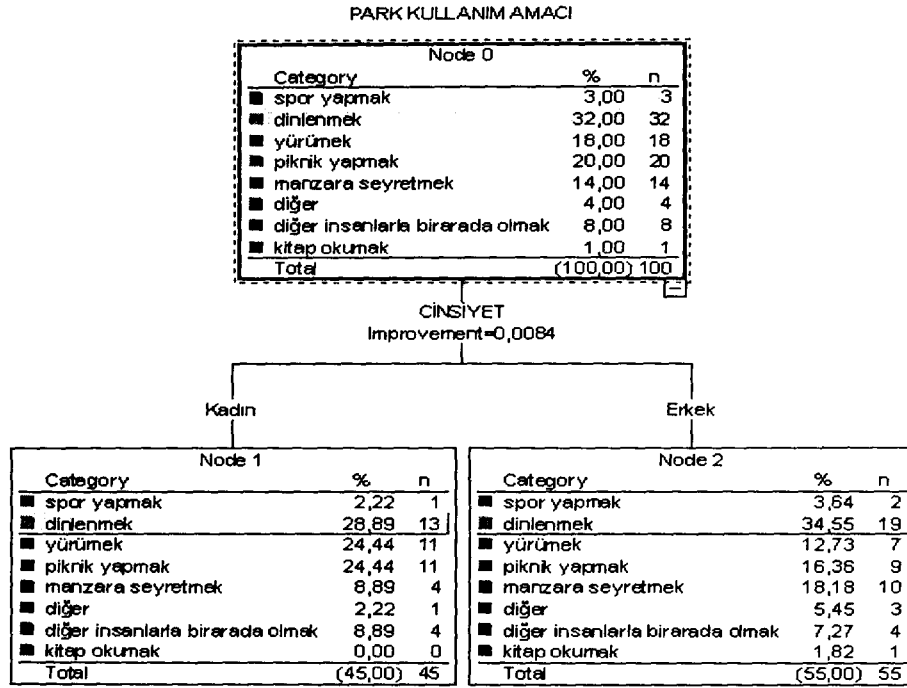 PARK KULLANIM AMACI
Node 0
Category % n
spor yapmak 3,00 3
dinlenmek 32,00 32
yürümek 18,00 18
piknik yapmak 20,00 20
manzara seyretmek 14,00 14
diğer 4,00 4
diğer insanlarla birarada olmak 8,00 8
kitap okumak 1,00 1
Total (100,00) 100
CİNSİYET
Improvement=0,0084
Kadın
Erkek
Node 1
Category % n
spor yapmak 2,22 1
dinlenmek 28,89 13
yürümek 24,44 11
piknik yapmak 24,44 11
manzara seyretmek 8,89 4
diğer 2,22 1
diğer insanlarla birarada olmak 8,89 4
kitap okumak 0,00 0
Total (45,00) 45
Node 2
Category % n
spor yapmak 3,64 2
dinlenmek 34,55 19
yürümek 12,73 7
piknik yapmak 16,36 9
manzara seyretmek 18,18 10
diğer 5,45 3
diğer insanlarla birarada olmak 7,27 4
kitap okumak 1,82 1
Total (55,00) 55